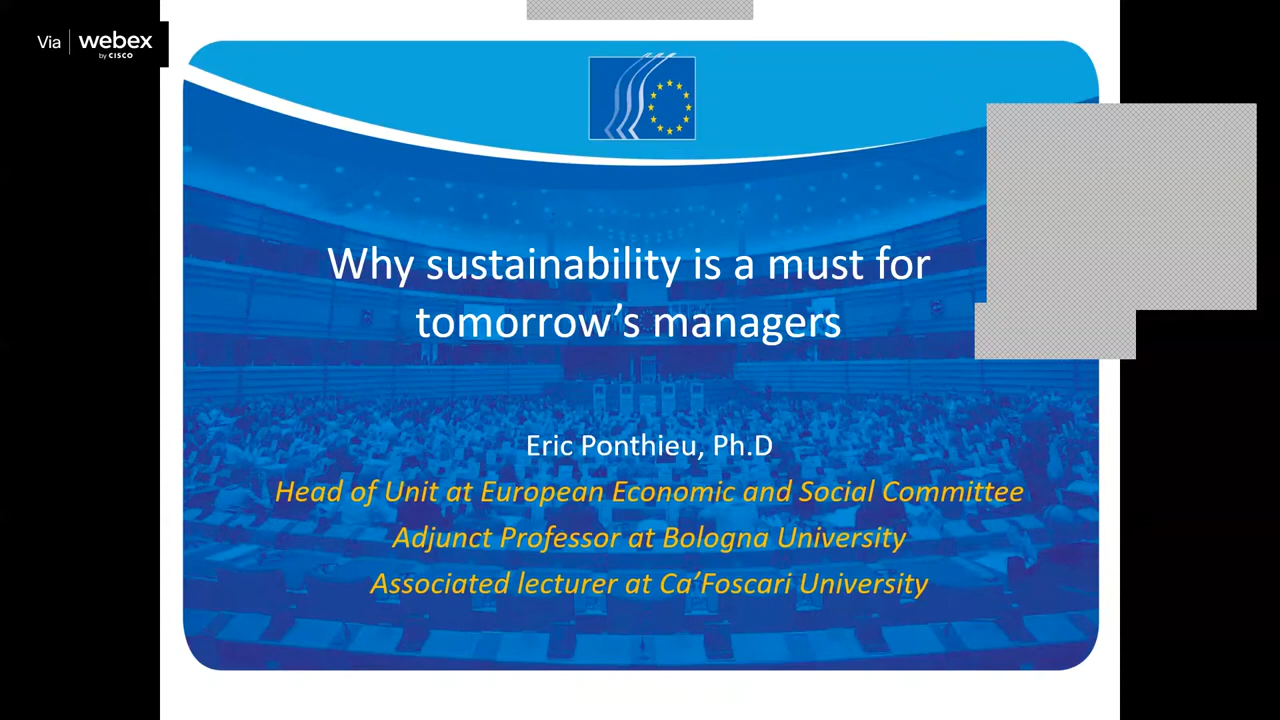 Via webex
by CISCO
Why sustainability is a must for
tomorrow's managers
Eric Ponthieu, Ph.D
Head of Unit at European Economic and Social Committee
Adjunct Professor at Bologna University
Associated lecturer at Ca'Foscari University